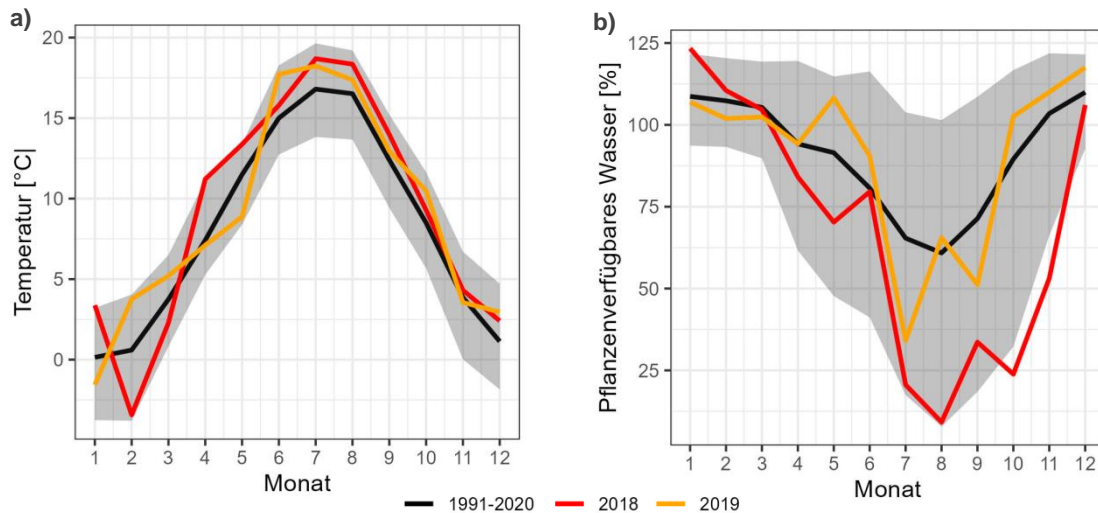 a)
Temperatur [°C|
20
15
10
5
0
1 2 3 4 5 6 7 8 9 10 11 12
Monat
b)
Pflanzenverfügbares Wasser [%]
125
100
75
50
25
1 2 3 4 5 6 7 8 9 10 11 12
Monat
1991-2020 2018 2019